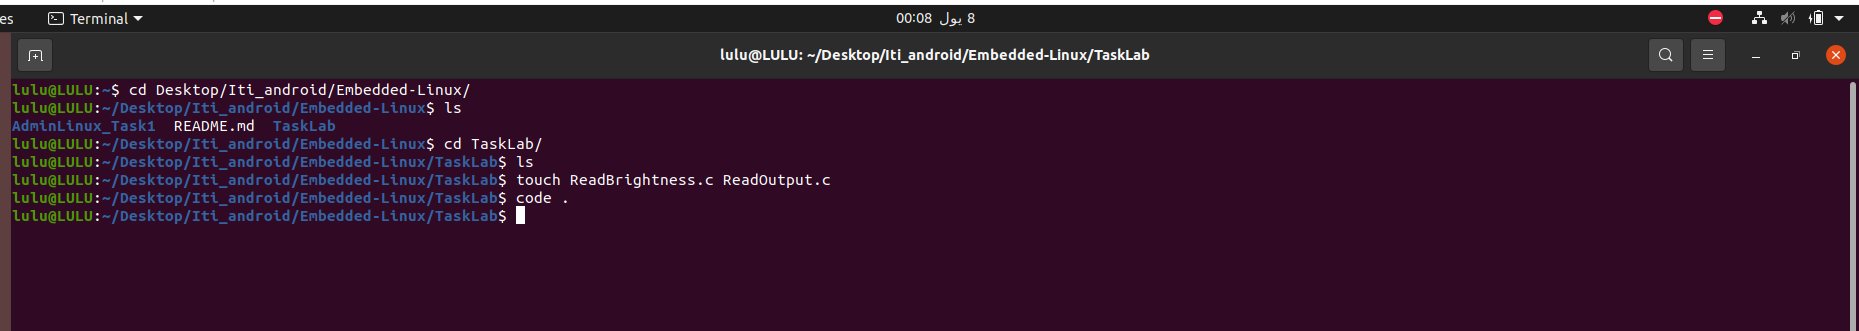 es Terminal 00:08 8 يول
lulu@LULU: ~/Desktop/Iti_android/Embedded-Linux/TaskLab
lulu@LULU:~$ cd Desktop/Iti_android/Embedded-Linux/
lulu@LULU:~/Desktop/Iti_android/Embedded-Linux$ ls
AdminLinux_Task1  README.md  TaskLab
lulu@LULU:~/Desktop/Iti_android/Embedded-Linux$ cd TaskLab/
lulu@LULU:~/Desktop/Iti_android/Embedded-Linux/TaskLab$ ls
lulu@LULU:~/Desktop/Iti_android/Embedded-Linux/TaskLab$ touch ReadBrightness.c ReadOutput.c
lulu@LULU:~/Desktop/Iti_android/Embedded-Linux/TaskLab$ code .
lulu@LULU:~/Desktop/Iti_android/Embedded-Linux/TaskLab$